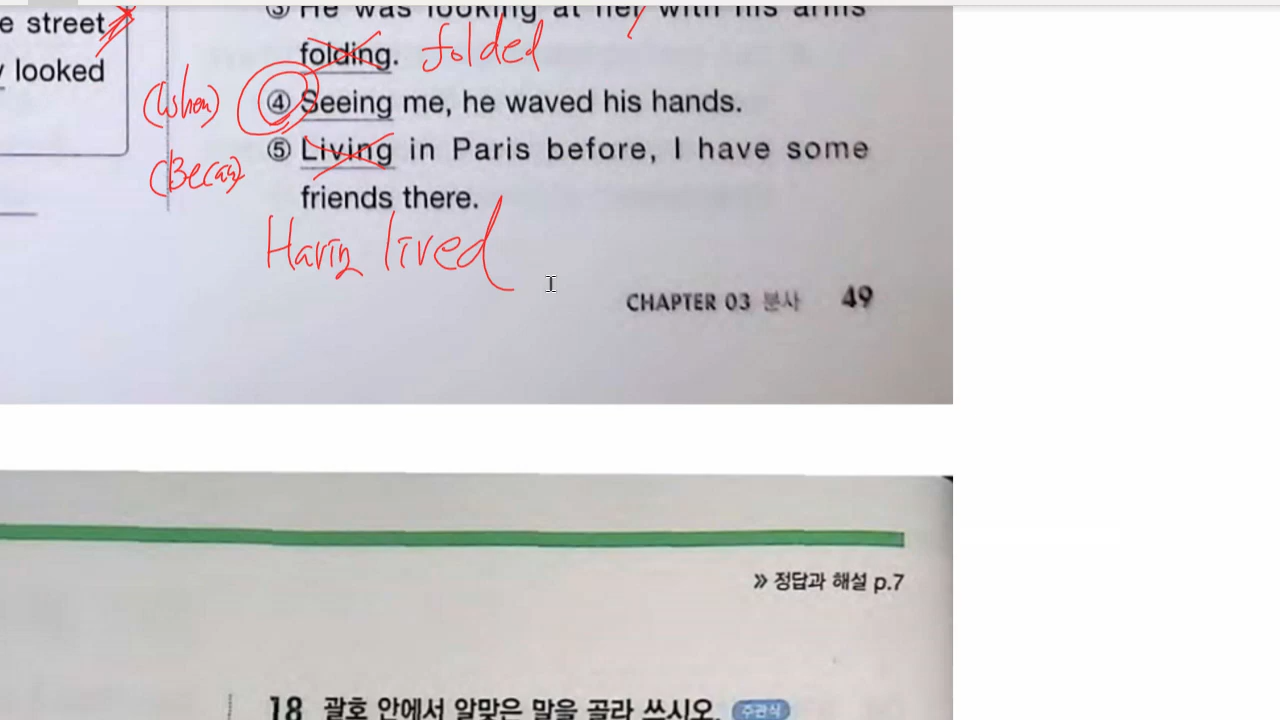 e street
looked
③ He was looking at her with his arms
folding. folded
(When) ④ Seeing me, he waved his hands.
(Becau) ⑤ Living in Paris before, I have some
friends there.
Having lived
CHAPTER 03 분사 49
» 정답과 해설 p.7
18 괄호 안에서 알맞은 말을 골라 쓰시오. 주관식